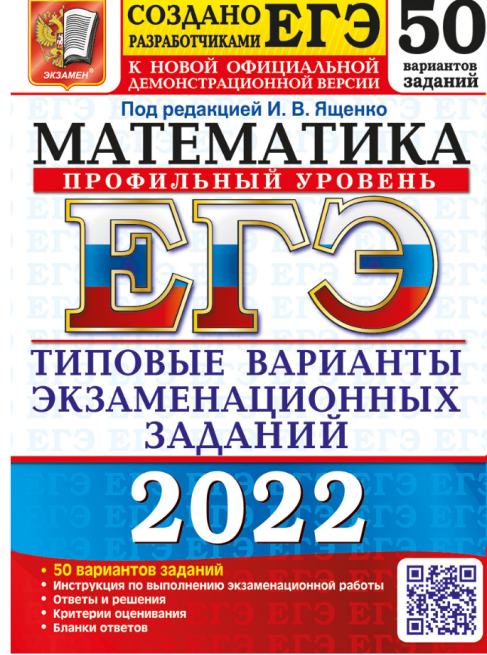 СОЗДАНО
РАЗРАБОТЧИКАМИ ЕГЭ
50
вариантов
заданий
ЭКЗАМЕН®
К НОВОЙ ОФИЦИАЛЬНОЙ
ДЕМОНСТРАЦИОННОЙ ВЕРСИИ
Под редакцией И. В. Ященко
МАТЕМАТИКА
ПРОФИЛЬНЫЙ УРОВЕНЬ
ЕГЭ
ТИПОВЫЕ ВАРИАНТЫ
ЭКЗАМЕНАЦИОННЫХ
ЗАДАНИЙ
2022
• 50 вариантов заданий
• Инструкция по выполнению экзаменационной работы
• Ответы и решения
• Критерии оценивания
• Бланки ответов